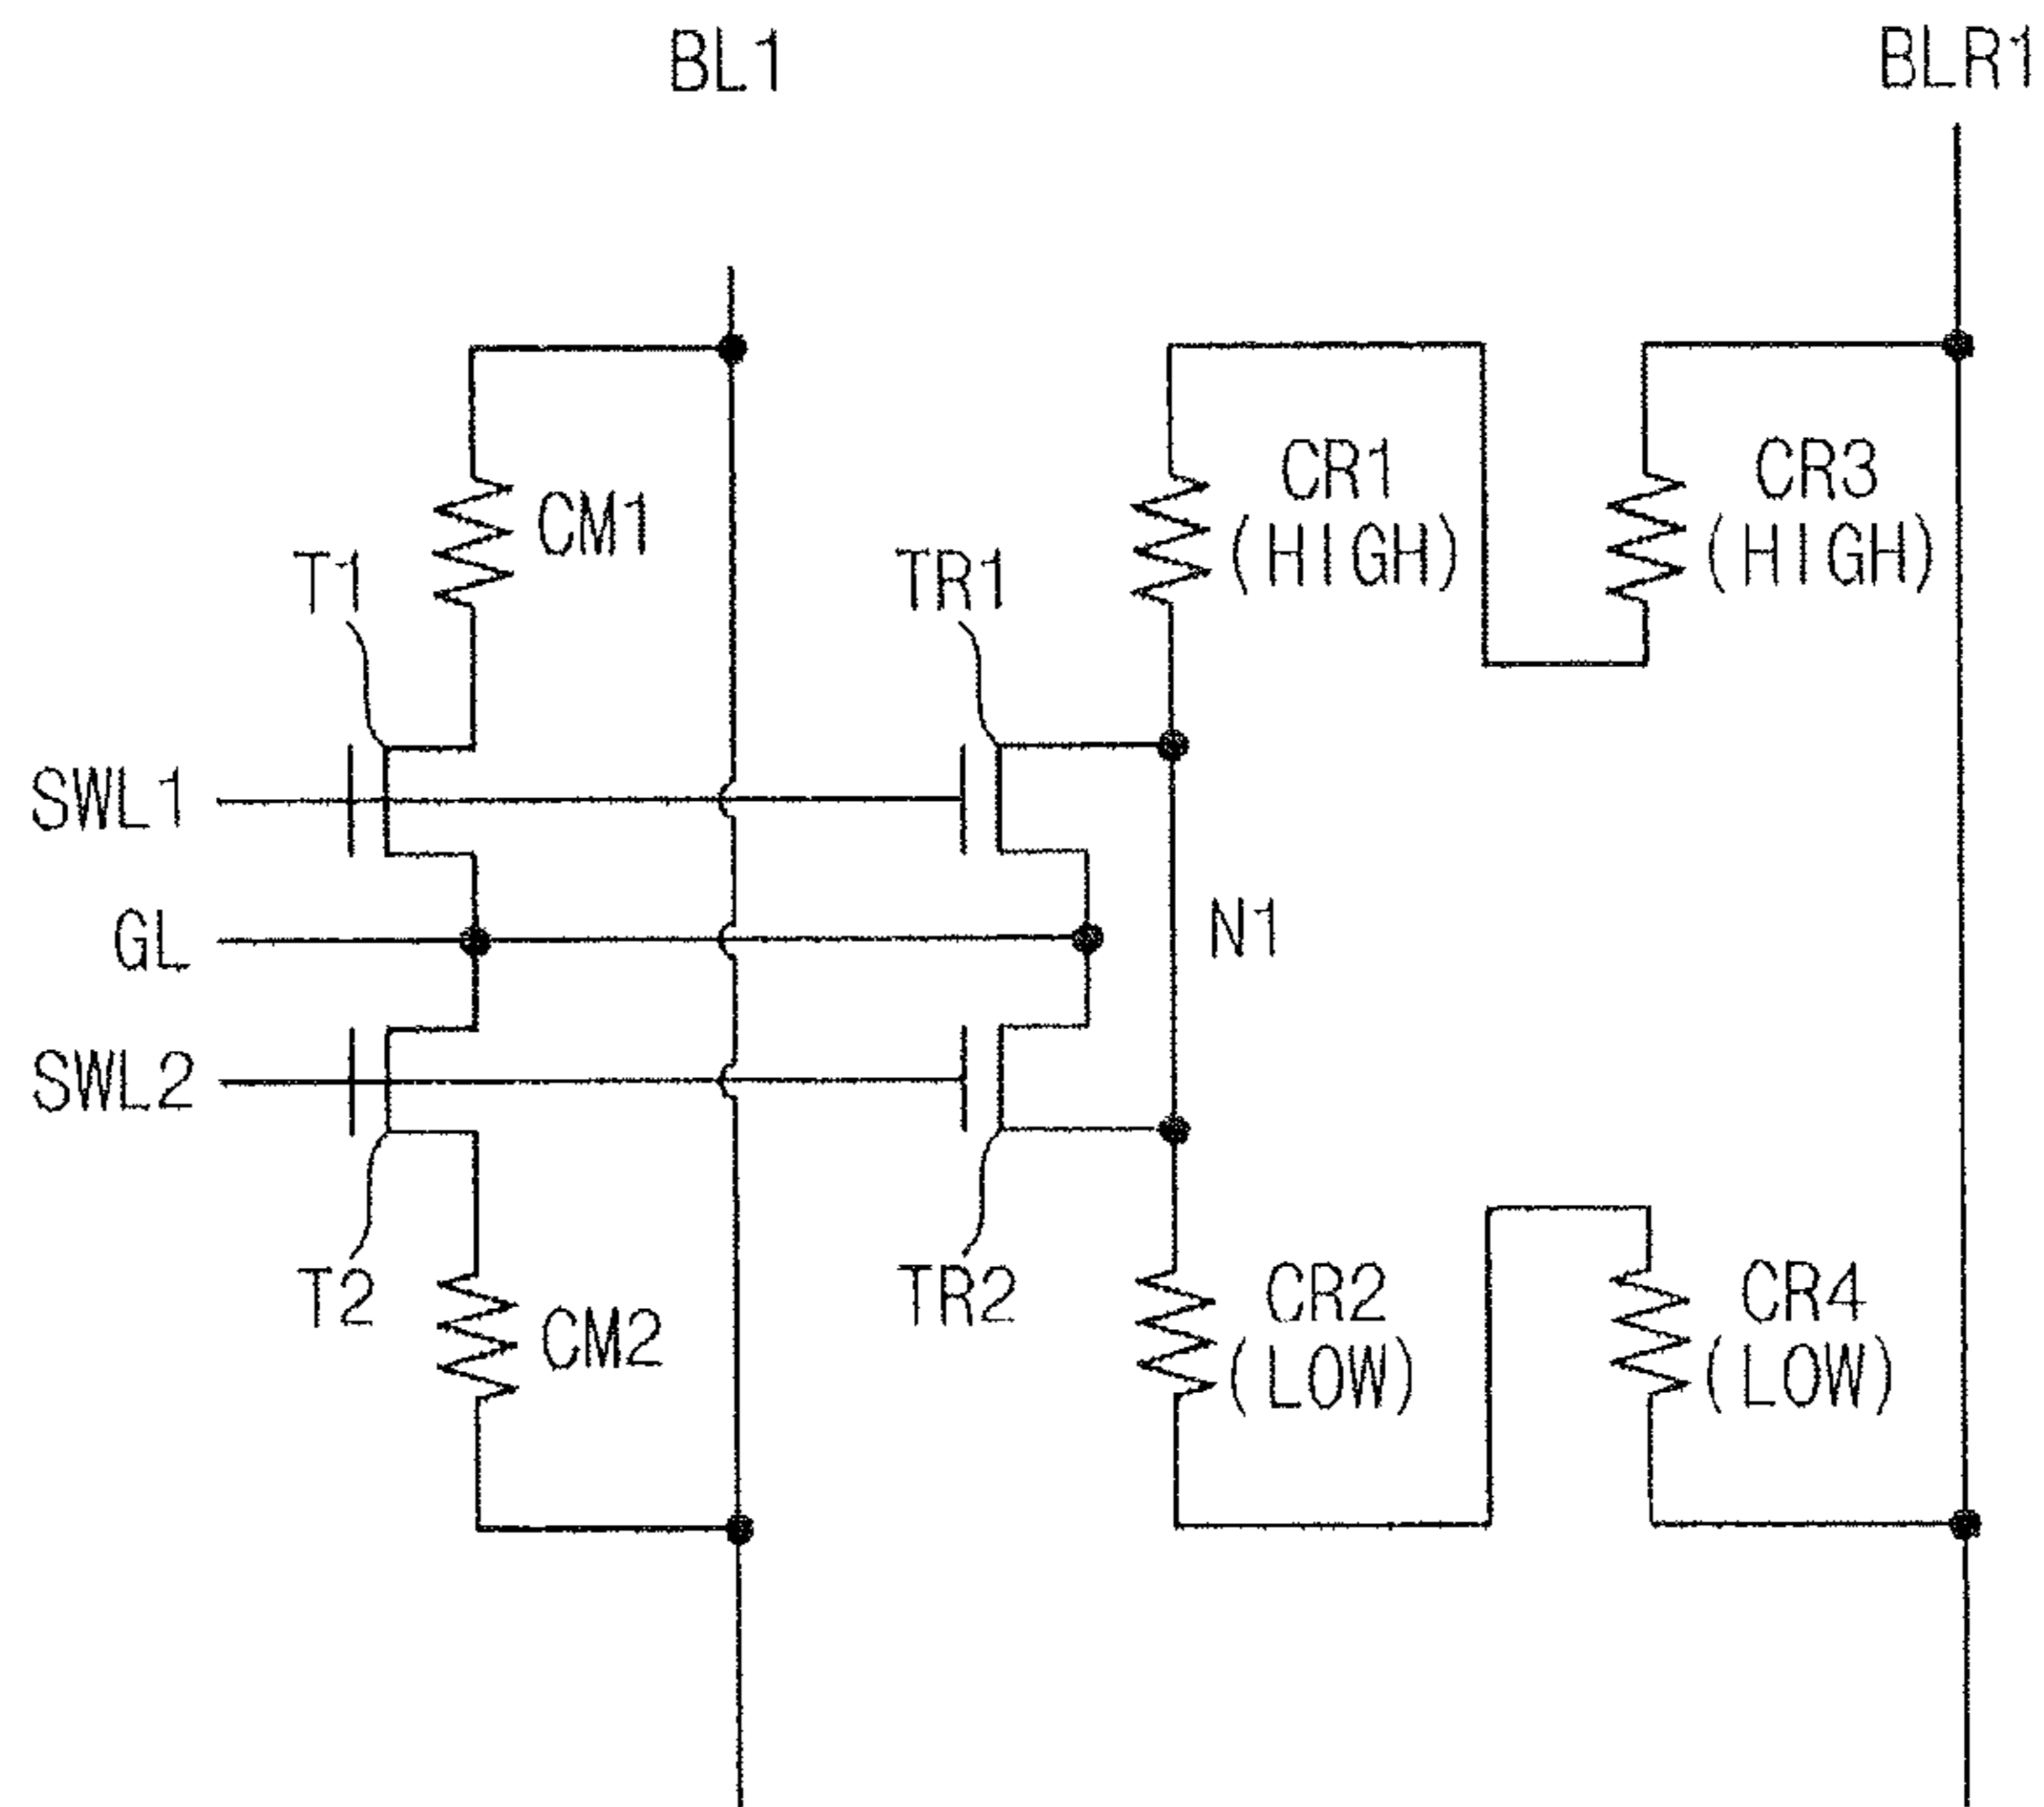 BL1
BLR1
CR1
(HIGH)
CR3
(HIGH)
CM1
T1
TR1
SWL1
GL
N1
SWL2
T2
TR2
CM2
CR2
(LOW)
CR4
(LOW)